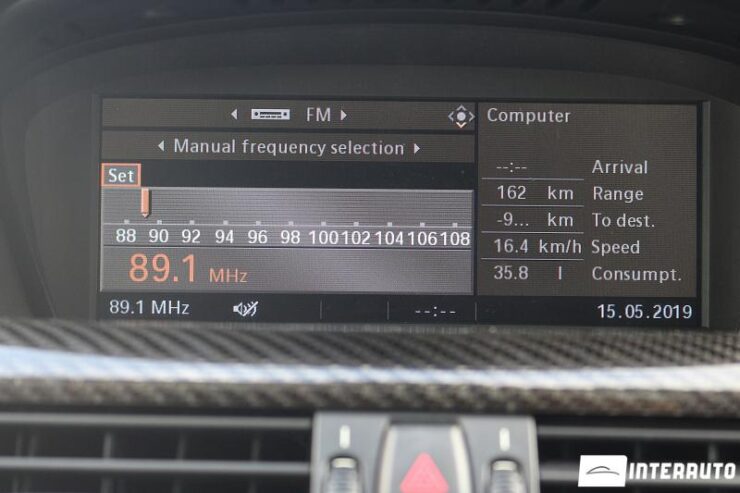 FM
Manual frequency selection
Set
88 90 92 94 96 98 100 102 104 106 108
89.1 MHz
89.1 MHz
--:--
Computer
--:-- Arrival
162 km Range
-9... km To dest.
16.4 km/h Speed
35.8 l Consumpt.
15.05.2019
INTERAUTO